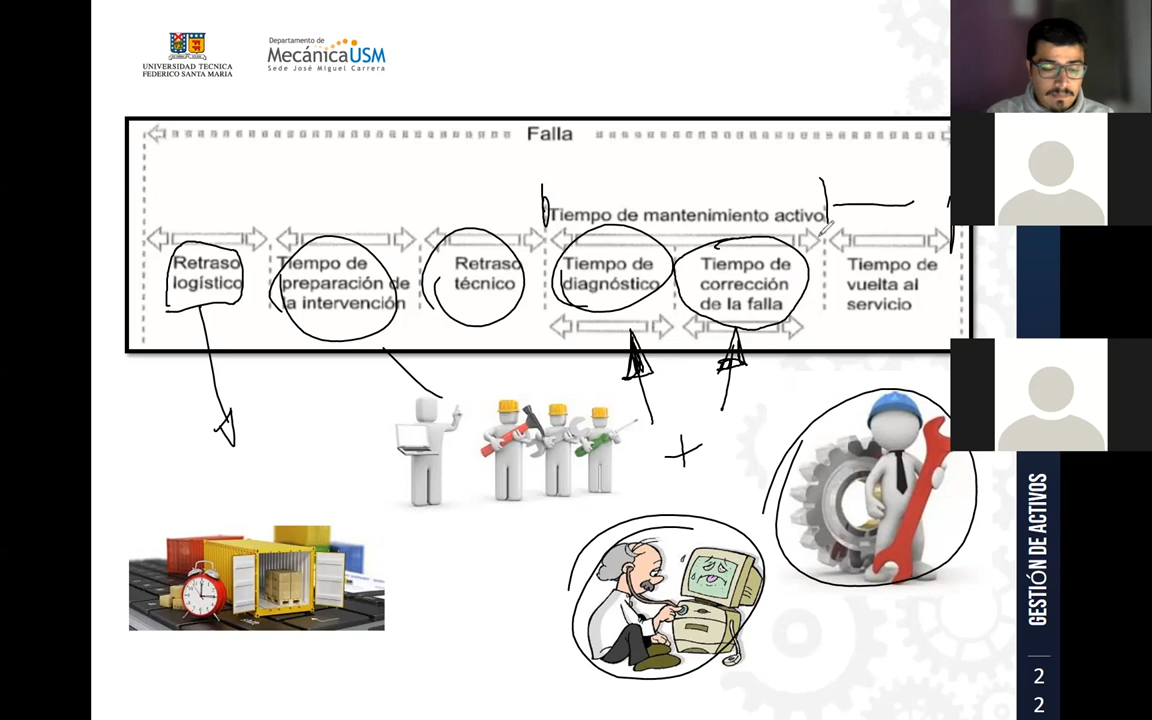 UNIVERSIDAD TECNICA
FEDERICO SANTA MARIA
Departamento de
MecánicaUSM
Sede José Miguel Carrera
Falla
Tiempo de mantenimiento activo
Retraso
logístico
Tiempo de
preparación de
la intervención
Retraso
técnico
Tiempo de
diagnóstico
Tiempo de
corrección
de la falla
Tiempo de
vuelta al
servicio
+
GESTIÓN DE ACTIVOS
2
2